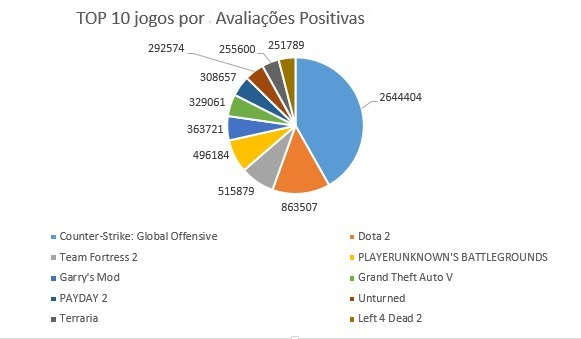 TOP 10 jogos por . Avaliações Positivas
292574
255600
251789
308657
2644404
329061
363721
496184
515879
863507
Counter-Strike: Global Offensive
Dota 2
Team Fortress 2
PLAYERUNKNOWN'S BATTLEGROUNDS
Garry's Mod
Grand Theft Auto V
PAYDAY 2
Unturned
Terraria
Left 4 Dead 2